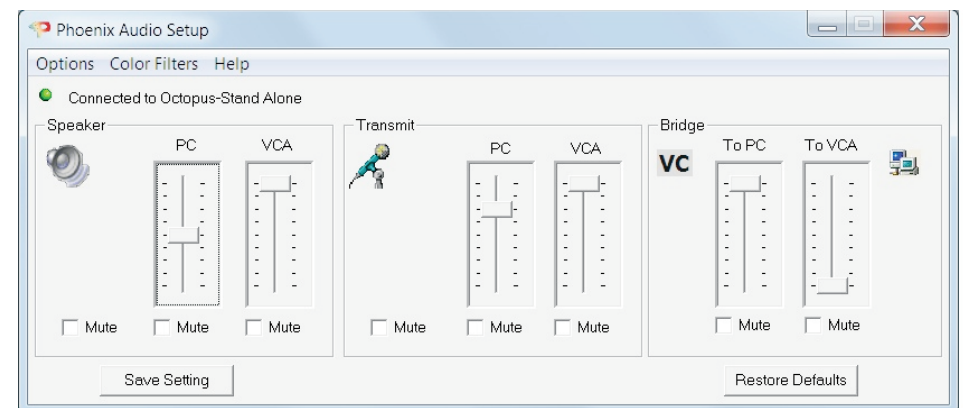 Phoenix Audio Setup
Options Color Filters Help
Connected to Octopus-Stand Alone
Speaker
PC VCA
Mute Mute Mute
Transmit
PC VCA
Mute Mute Mute
Bridge
VC
To PC To VCA
Mute Mute
Save Setting
Restore Defaults